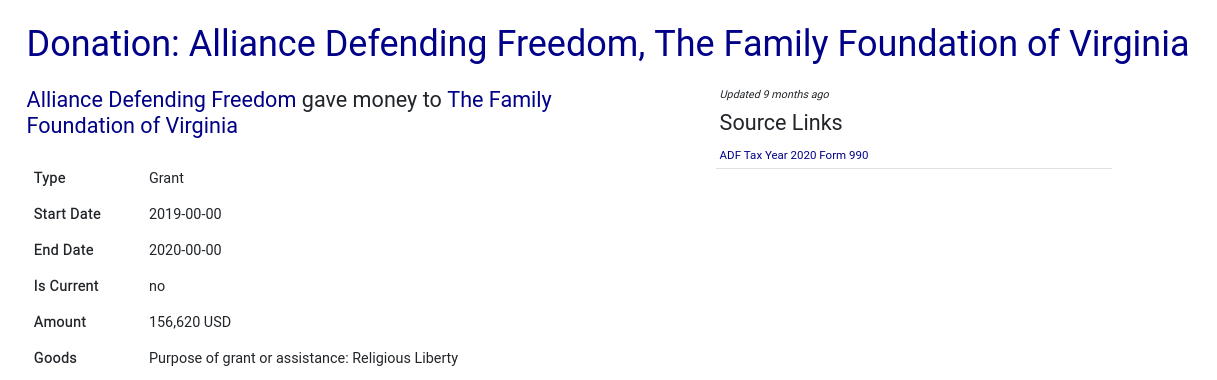 Donation: Alliance Defending Freedom, The Family Foundation of Virginia
Alliance Defending Freedom gave money to The Family
Foundation of Virginia
Type Grant
Start Date 2019-00-00
End Date 2020-00-00
Is Current no
Amount 156,620 USD
Goods Purpose of grant or assistance: Religious Liberty
Updated 9 months ago
Source Links
ADF Tax Year 2020 Form 990